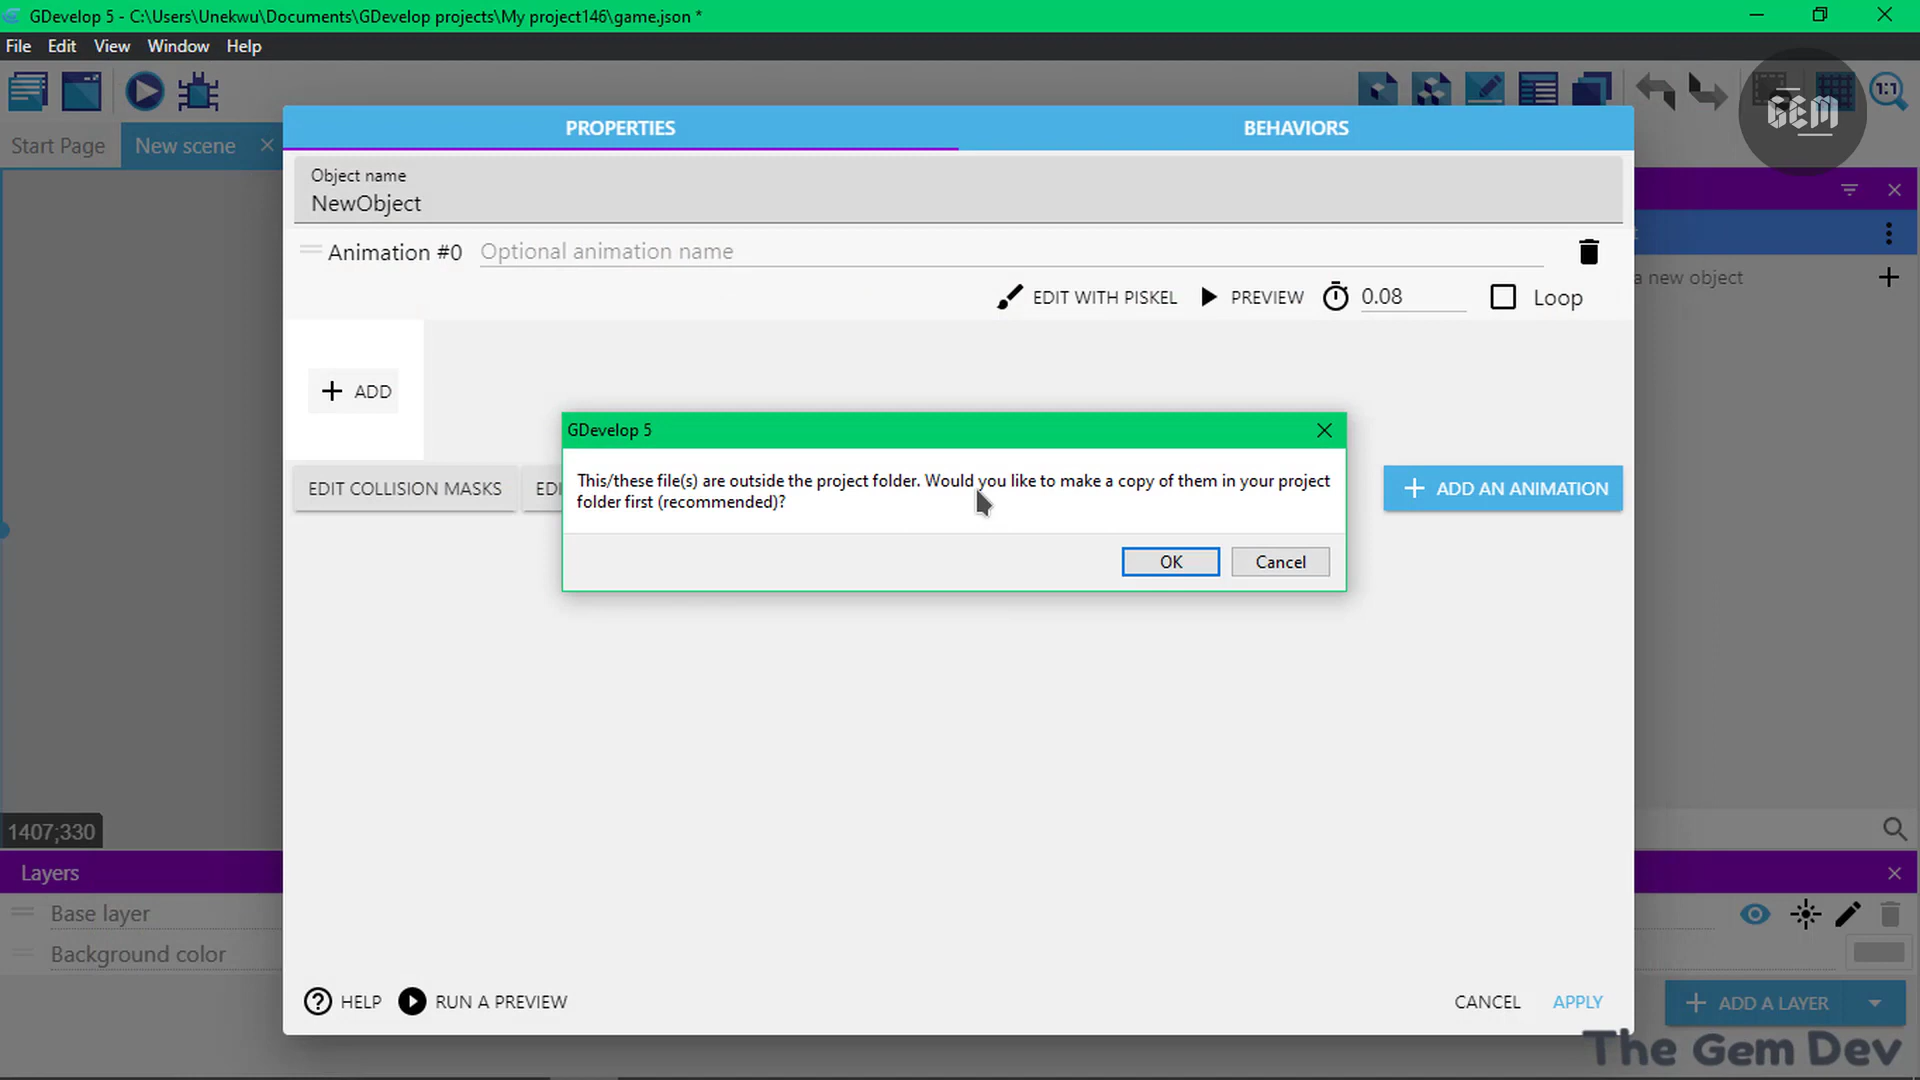 GDevelop 5 - C:\Users\Unekwu\Documents\GDevelop projects\My project146\game.json *
File Edit View Window Help
1:1
GEM
Start Page
New scene
PROPERTIES
BEHAVIORS
Object name
NewObject
Animation #0
Optional animation name
a new object
EDIT WITH PISKEL
PREVIEW
0.08
Loop
ADD
GDevelop 5
This/these file(s) are outside the project folder. Would you like to make a copy of them in your project
folder first (recommended)?
OK
Cancel
EDIT COLLISION MASKS
EDI
ADD AN ANIMATION
1407;330
Layers
Base layer
Background color
HELP
RUN A PREVIEW
CANCEL
APPLY
ADD A LAYER
The Gem Dev